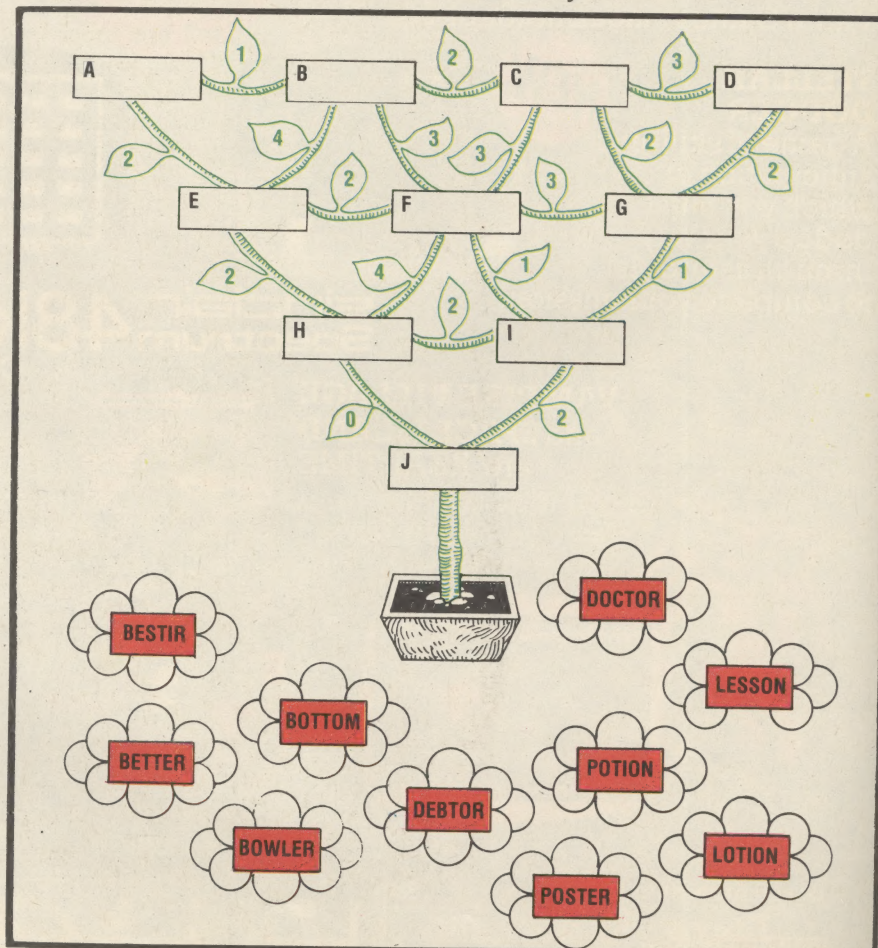 1
2
3
A
B
C
D
2
4
3
3
2
2
2
3
E
F
G
2
4
1
1
2
H
I
0
2
J
DOCTOR
BESTIR
LESSON
BOTTOM
BETTER
POTION
DEBTOR
BOWLER
LOTION
POSTER